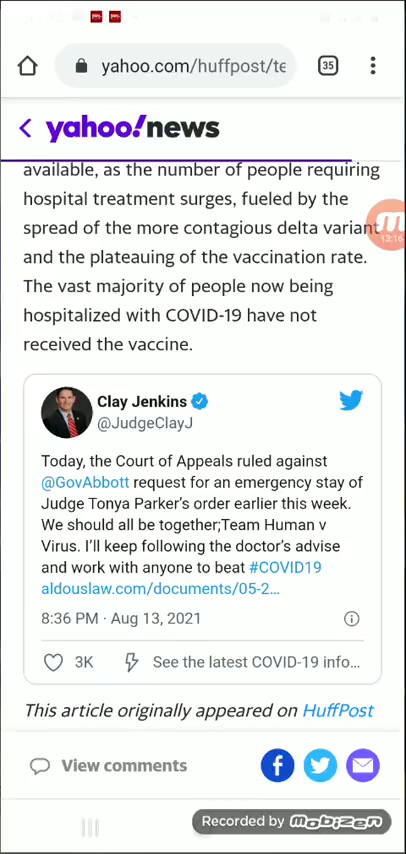 yahoo.com/huffpost/te
35
yahoo!news
available, as the number of people requiring
hospital treatment surges, fueled by the
spread of the more contagious delta variant
13:16
and the plateauing of the vaccination rate.
The vast majority of people now being
hospitalized with COVID-19 have not
received the vaccine.
Clay Jenkins
@JudgeClayJ
Today, the Court of Appeals ruled against
@GovAbbott request for an emergency stay of
Judge Tonya Parker's order earlier this week.
We should all be together;Team Human v
Virus. I'll keep following the doctor's advise
and work with anyone to beat #COVID19
aldouslaw.com/documents/05-2...
8:36 PM · Aug 13, 2021
3K
See the latest COVID-19 info...
This article originally appeared on HuffPost
View comments
Recorded by mobizen